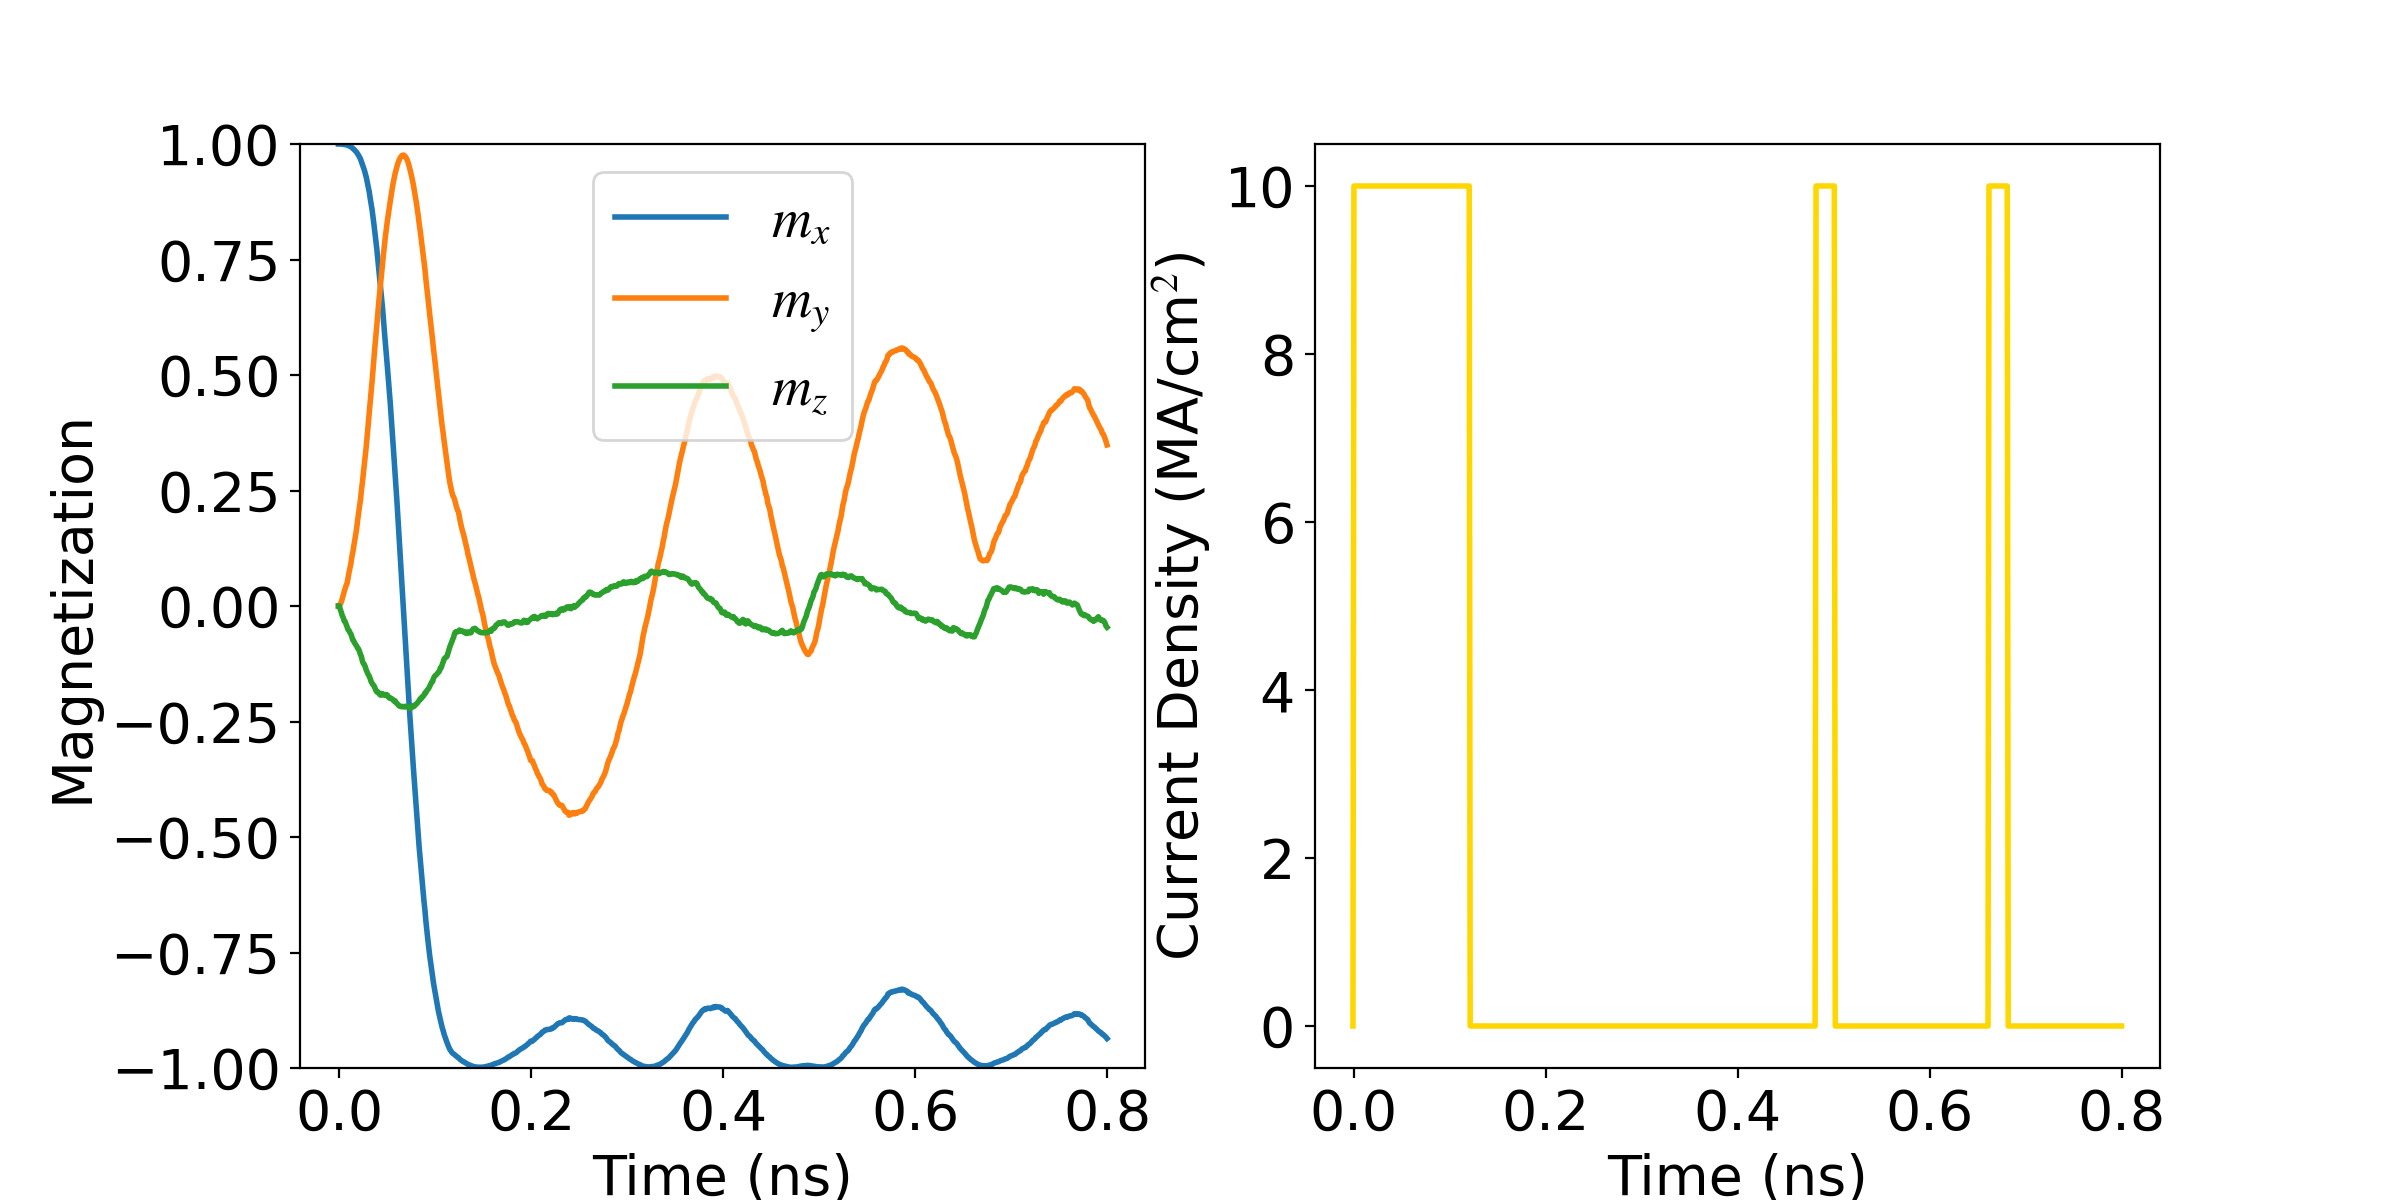 Magnetization
1.00
0.75
0.50
0.25
0.00
−0.25
−0.50
−0.75
−1.00
m_x
m_y
m_z
0.0 0.2 0.4 0.6 0.8
Time (ns)
Current Density (MA/cm²)
10
8
6
4
2
0
0.0 0.2 0.4 0.6 0.8
Time (ns)